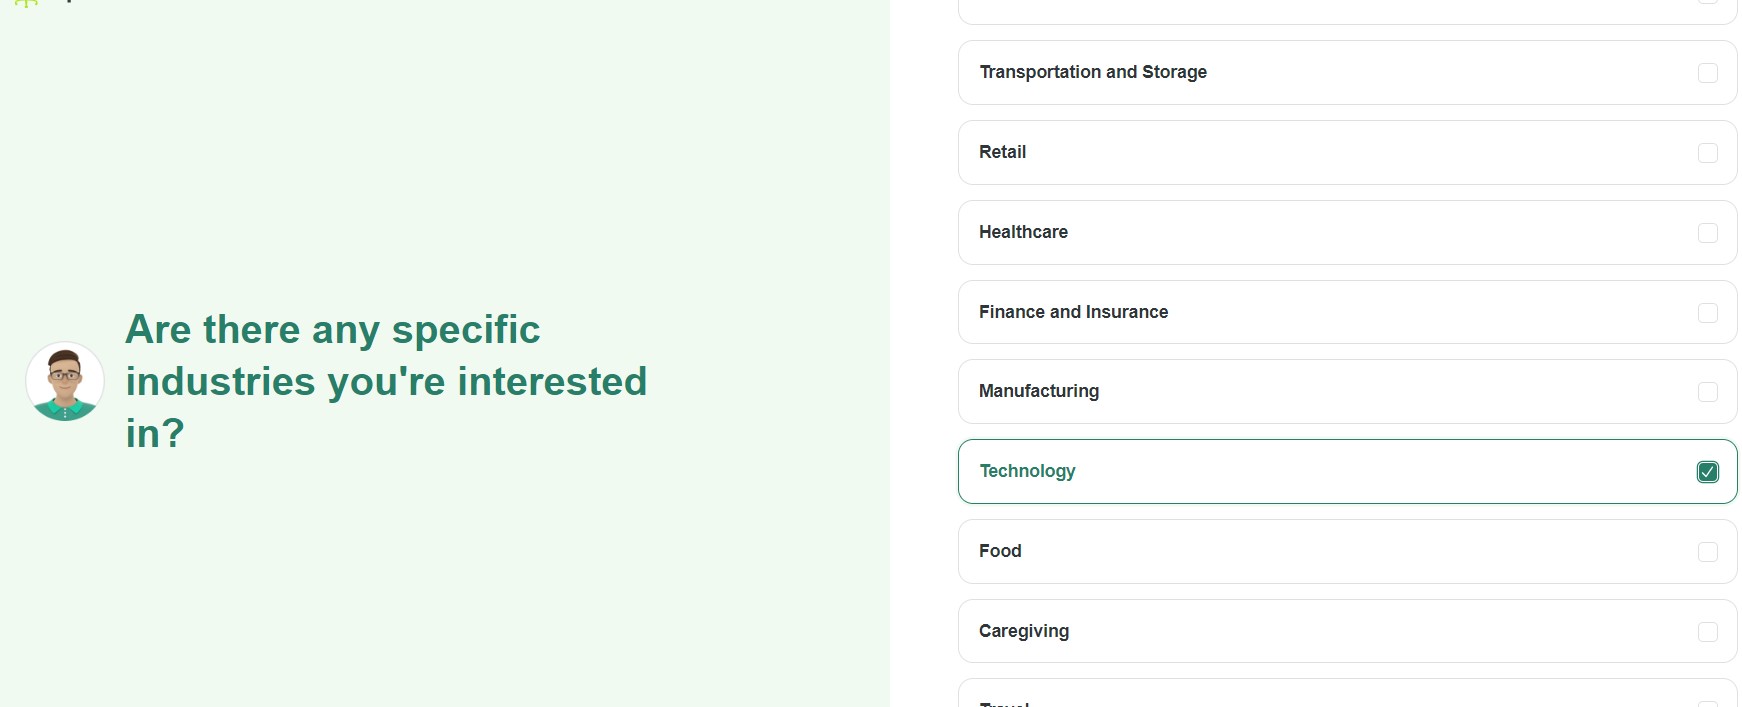 Are there any specific
industries you're interested
in?
Transportation and Storage
Retail
Healthcare
Finance and Insurance
Manufacturing
Technology
Food
Caregiving